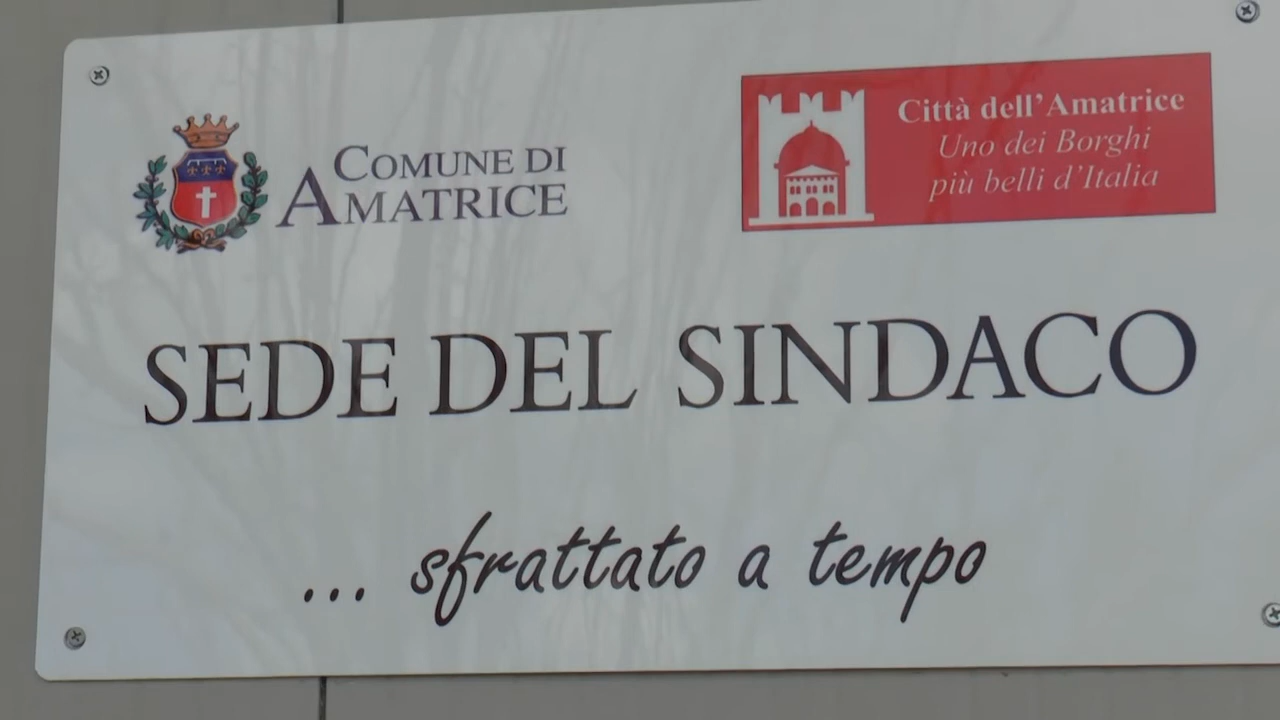 COMUNE DI
AMATRICE
Città dell'Amatrice
Uno dei Borghi
più belli d'Italia
SEDE DEL SINDACO
... sfrattato a tempo